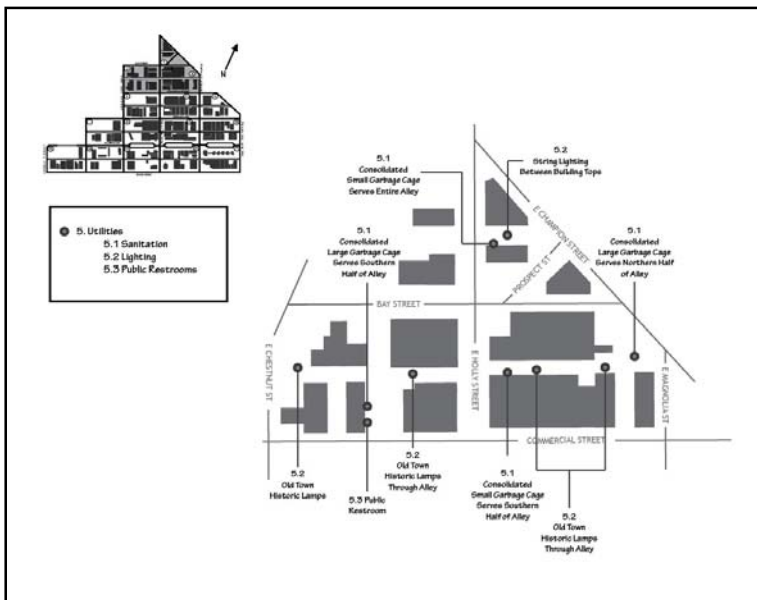 N
5. Utilities
5.1 Sanitation
5.2 Lighting
5.3 Public Restrooms
5.2
String Lighting
Between Building Tops
5.1
Consolidated
Small Garbage Cage
Serves Entire Alley
5.1
Consolidated
Large Garbage Cage
Serves Southern
Half of Alley
5.1
Consolidated
Large Garbage Cage
Serves Northern Half
of Alley
E CHAMPION STREET
PROSPECT ST
BAY STREET
E CHESTNUT ST
E HOLLY STREET
E MAGNOLIA ST
COMMERCIAL STREET
5.2
Old Town
Historic Lamps
5.3 Public
Restroom
5.2
Old Town
Historic Lamps
Through Alley
5.1
Consolidated
Small Garbage Cage
Serves Southern
Half of Alley
5.2
Old Town
Historic Lamps
Through Alley